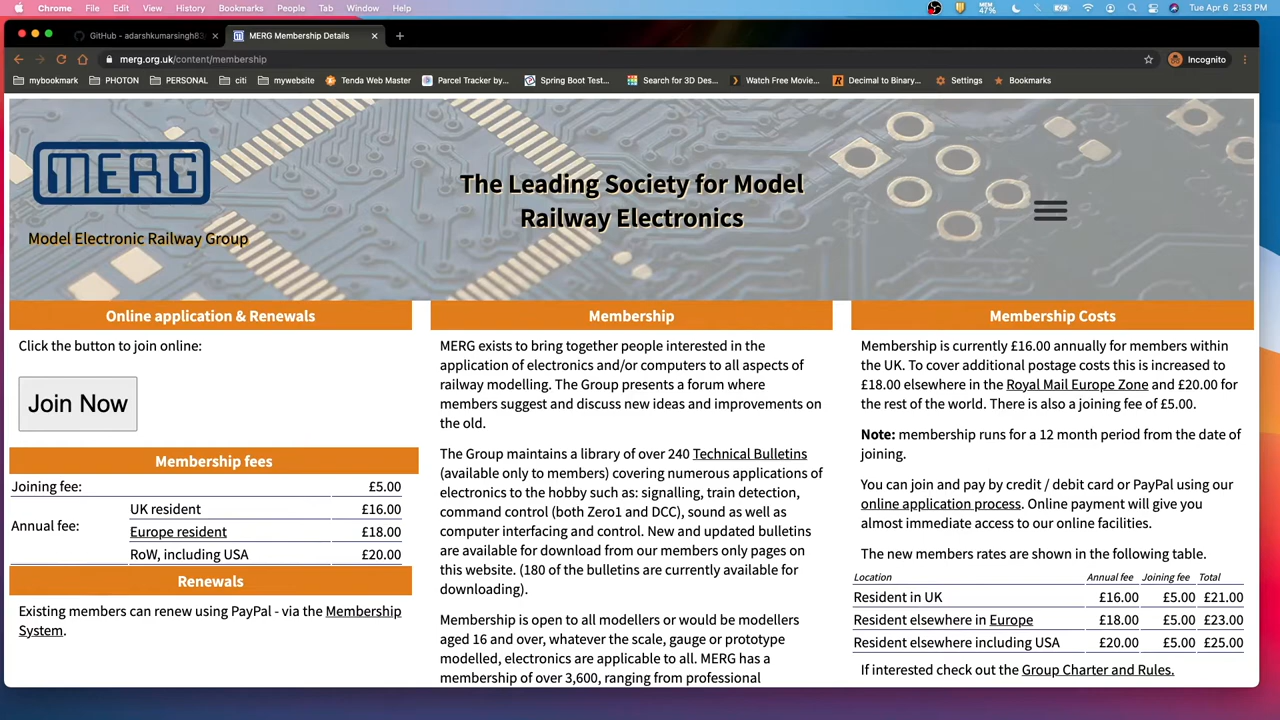 Chrome File Edit View History Bookmarks People Tab Window Help
MEM 47% Tue Apr 6 2:53 PM
GitHub - adarshkumarsingh83
MERG Membership Details
merg.org.uk/content/membership
Incognito
mybookmark PHOTON PERSONAL citi mywebsite Tenda Web Master Parcel Tracker by... Spring Boot Test... Search for 3D Des... Watch Free Movie... Decimal to Binary... Settings Bookmarks
MERG
Model Electronic Railway Group
The Leading Society for Model
Railway Electronics
Online application & Renewals
Click the button to join online:
Join Now
Membership fees
Joining fee: £5.00
Annual fee:
UK resident £16.00
Europe resident £18.00
RoW, including USA £20.00
Renewals
Existing members can renew using PayPal - via the Membership
System.
Membership
MERG exists to bring together people interested in the
application of electronics and/or computers to all aspects of
railway modelling. The Group presents a forum where
members suggest and discuss new ideas and improvements on
the old.
The Group maintains a library of over 240 Technical Bulletins
(available only to members) covering numerous applications of
electronics to the hobby such as: signalling, train detection,
command control (both Zero1 and DCC), sound as well as
computer interfacing and control. New and updated bulletins
are available for download from our members only pages on
this website. (180 of the bulletins are currently available for
downloading).
Membership is open to all modellers or would be modellers
aged 16 and over, whatever the scale, gauge or prototype
modelled, electronics are applicable to all. MERG has a
membership of over 3,600, ranging from professional
Membership Costs
Membership is currently £16.00 annually for members within
the UK. To cover additional postage costs this is increased to
£18.00 elsewhere in the Royal Mail Europe Zone and £20.00 for
the rest of the world. There is also a joining fee of £5.00.
Note: membership runs for a 12 month period from the date of
joining.
You can join and pay by credit / debit card or PayPal using our
online application process. Online payment will give you
almost immediate access to our online facilities.
The new members rates are shown in the following table.
Location Annual fee Joining fee Total
Resident in UK £16.00 £5.00 £21.00
Resident elsewhere in Europe £18.00 £5.00 £23.00
Resident elsewhere including USA £20.00 £5.00 £25.00
If interested check out the Group Charter and Rules.